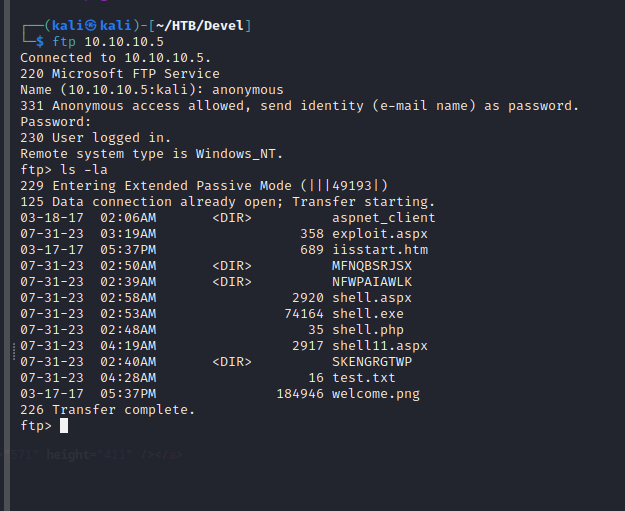 ┌──(kali㉿kali)-[~/HTB/Devel]
└─$ ftp 10.10.10.5
Connected to 10.10.10.5.
220 Microsoft FTP Service
Name (10.10.10.5:kali): anonymous
331 Anonymous access allowed, send identity (e-mail name) as password.
Password:
230 User logged in.
Remote system type is Windows_NT.
ftp> ls -la
229 Entering Extended Passive Mode (|||49193|)
125 Data connection already open; Transfer starting.
03-18-17  02:06AM       <DIR>          aspnet_client
07-31-23  03:19AM                  358 exploit.aspx
03-17-17  05:37PM                  689 iisstart.htm
07-31-23  02:50AM       <DIR>          MFNQBSRJSX
07-31-23  02:39AM       <DIR>          NFWPAIAWLK
07-31-23  02:58AM                 2920 shell.aspx
07-31-23  02:53AM                74164 shell.exe
07-31-23  02:48AM                   35 shell.php
07-31-23  04:19AM                 2917 shell11.aspx
07-31-23  02:40AM       <DIR>          SKENGRGTWP
07-31-23  04:28AM                   16 test.txt
03-17-17  05:37PM               184946 welcome.png
226 Transfer complete.
ftp>
height="411" /></a>